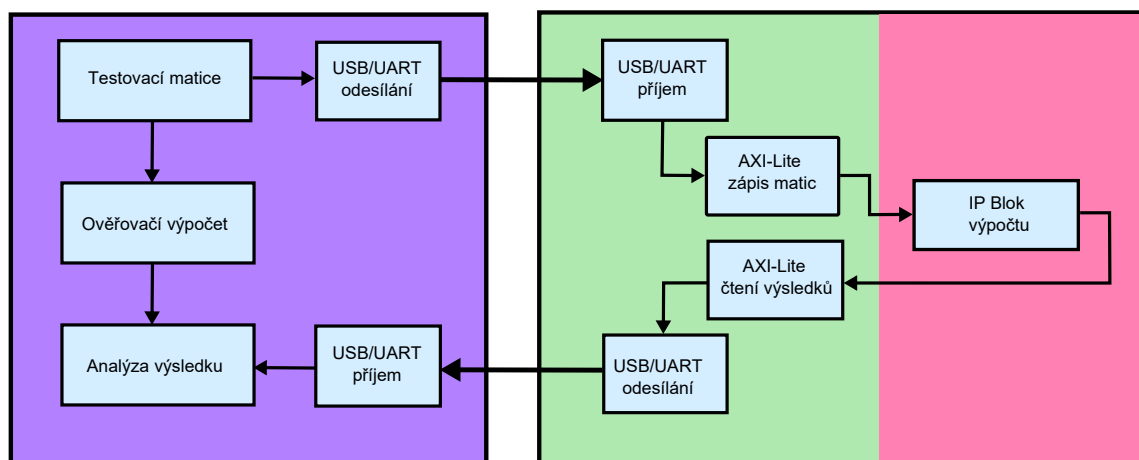 Testovací matice
USB/UART
odesílání
USB/UART
příjem
AXI-Lite
zápis matic
IP Blok
výpočtu
Ověřovací výpočet
AXI-Lite
čtení výsledků
Analýza výsledku
USB/UART
příjem
USB/UART
odesílání